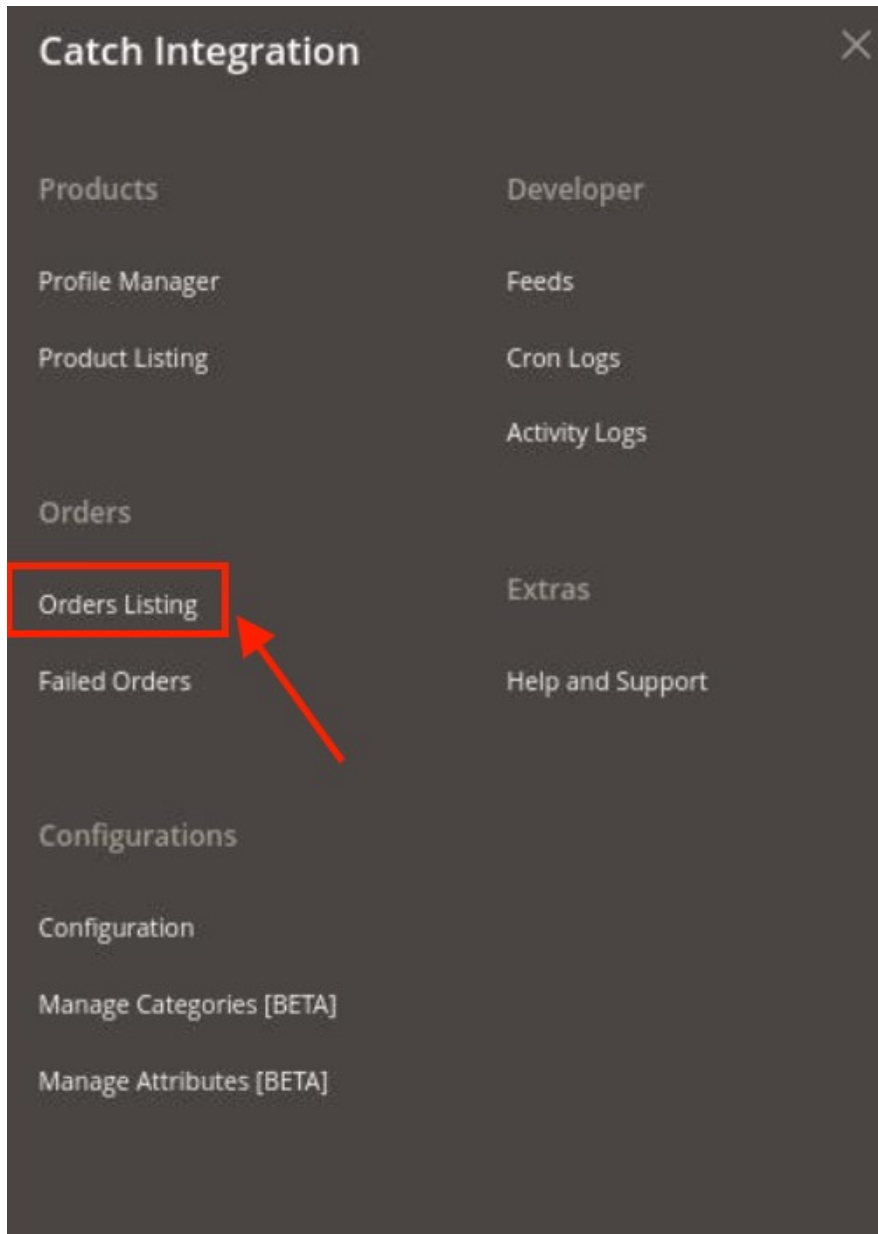 Catch Integration
Products
Profile Manager
Product Listing
Orders
Orders Listing
Failed Orders
Configurations
Configuration
Manage Categories [BETA]
Manage Attributes [BETA]
Developer
Feeds
Cron Logs
Activity Logs
Extras
Help and Support